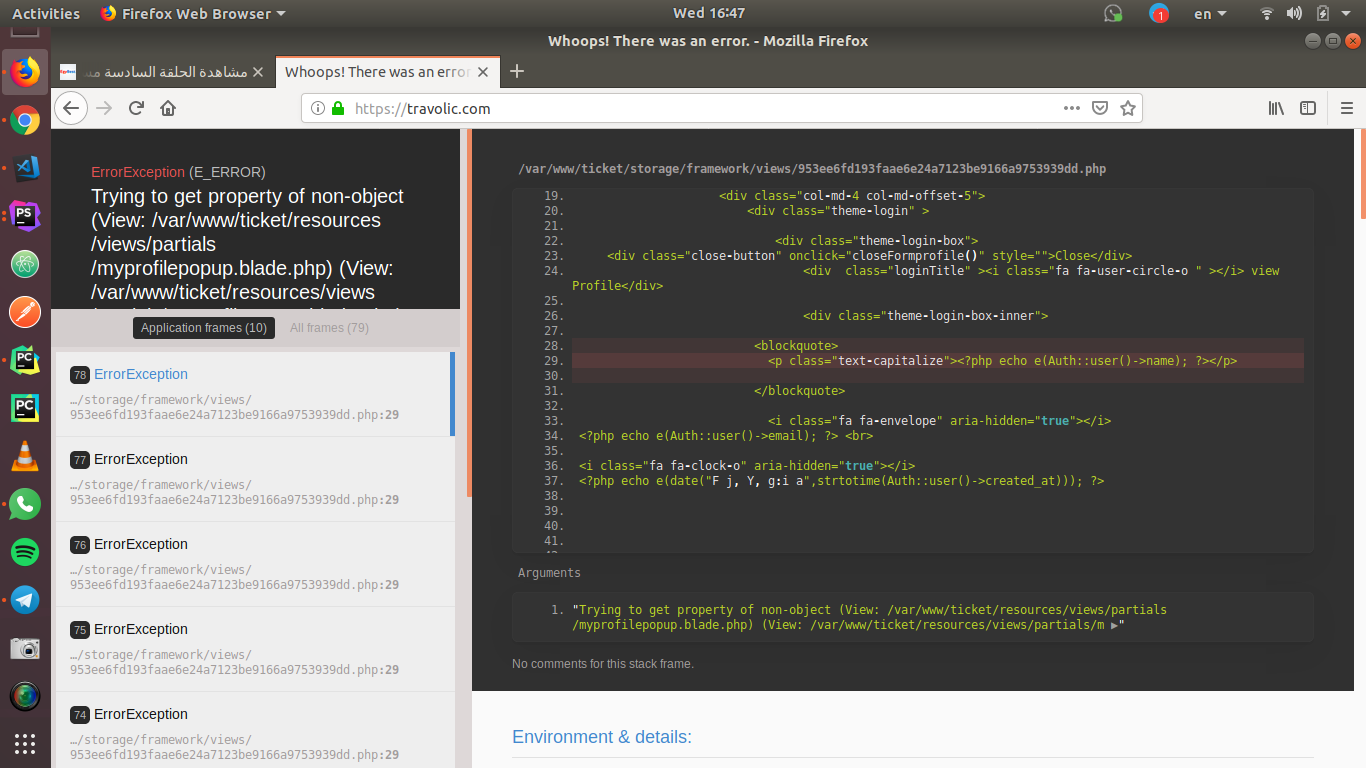 Activities
Firefox Web Browser
Wed 16:47
1
en
Whoops! There was an error. - Mozilla Firefox
مشاهدة الحلقة السادسة
Whoops! There was an error
https://travolic.com
ErrorException (E_ERROR)
Trying to get property of non-object
(View: /var/www/ticket/resources
/views/partials
/myprofilepopup.blade.php) (View:
/var/www/ticket/resources/views
Application frames (10)
All frames (79)
78 ErrorException
…/storage/framework/views/
953ee6fd193faae6e24a7123be9166a9753939dd.php:29
77 ErrorException
…/storage/framework/views/
953ee6fd193faae6e24a7123be9166a9753939dd.php:29
76 ErrorException
…/storage/framework/views/
953ee6fd193faae6e24a7123be9166a9753939dd.php:29
75 ErrorException
…/storage/framework/views/
953ee6fd193faae6e24a7123be9166a9753939dd.php:29
74 ErrorException
…/storage/framework/views/
953ee6fd193faae6e24a7123be9166a9753939dd.php:29
/var/www/ticket/storage/framework/views/953ee6fd193faae6e24a7123be9166a9753939dd.php
19. <div class="col-md-4 col-md-offset-5">
20. <div class="theme-login" >
21.
22. <div class="theme-login-box">
23. <div class="close-button" onclick="closeFormprofile()" style="">Close</div>
24. <div  class="loginTitle" ><i class="fa fa-user-circle-o " ></i> view
Profile</div>
25.
26. <div class="theme-login-box-inner">
27.
28. <blockquote>
29. <p class="text-capitalize"><?php echo e(Auth::user()->name); ?></p>
30.
31. </blockquote>
32.
33. <i class="fa fa-envelope" aria-hidden="true"></i>
34. <?php echo e(Auth::user()->email); ?> <br>
35.
36. <i class="fa fa-clock-o" aria-hidden="true"></i>
37. <?php echo e(date("F j, Y, g:i a",strtotime(Auth::user()->created_at))); ?>
38.
39.
40.
41.
Arguments
1. "Trying to get property of non-object (View: /var/www/ticket/resources/views/partials
/myprofilepopup.blade.php) (View: /var/www/ticket/resources/views/partials/m ▶"
No comments for this stack frame.
Environment & details: